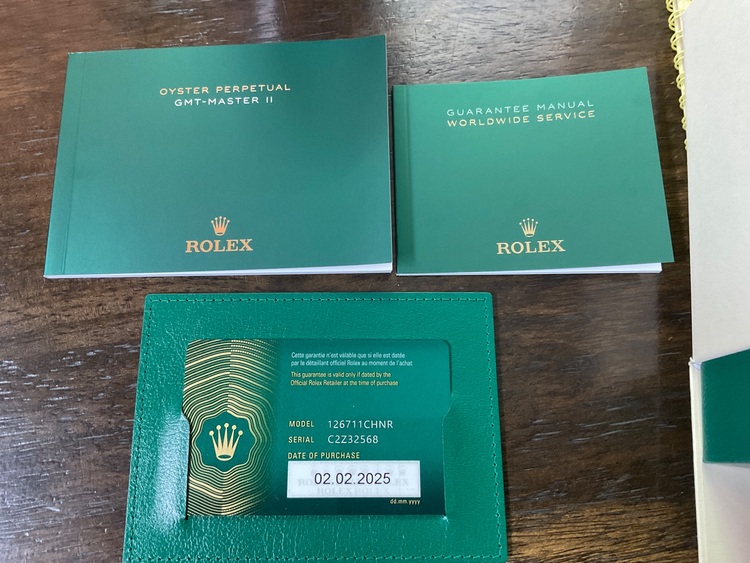 OYSTER PERPETUAL
GMT-MASTER II
ROLEX
GUARANTEE MANUAL
WORLDWIDE SERVICE
ROLEX
Cette garantie n'est valable que si elle est datée
par le détaillant officiel Rolex au moment de l'achat
This guarantee is valid only if dated by the
Official Rolex Retailer at the time of purchase
MODEL 126711CHNR
SERIAL C2Z32568
DATE OF PURCHASE
02.02.2025
dd.mm.yyyy